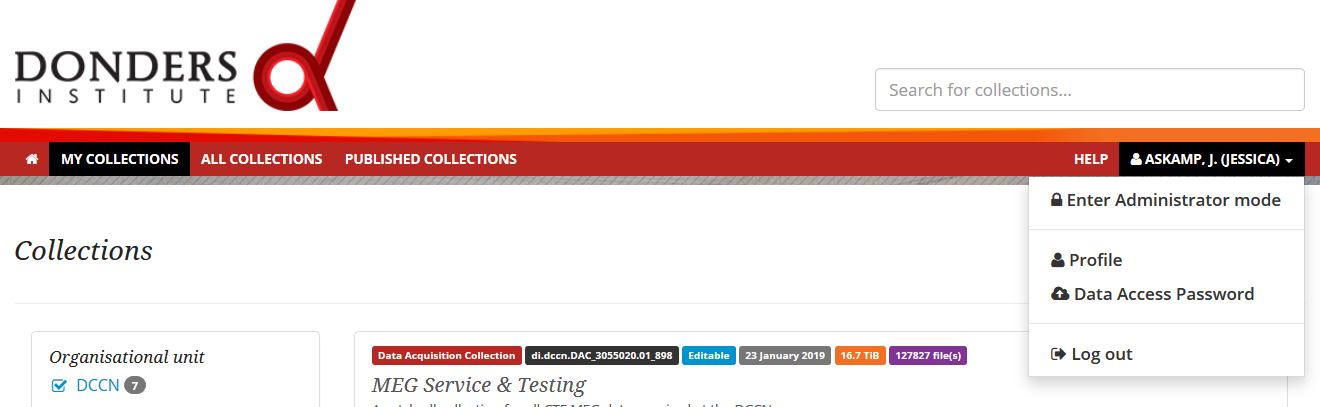 DONDERS
INSTITUTE
Search for collections...
MY COLLECTIONS ALL COLLECTIONS PUBLISHED COLLECTIONS HELP ASKAMP, J. (JESSICA)
Enter Administrator mode
Profile
Data Access Password
Log out
Collections
Organisational unit
DCCN 7
Data Acquisition Collection di.dccn.DAC_3055020.01_898 Editable 23 January 2019 16.7 TiB 127827 file(s)
MEG Service & Testing